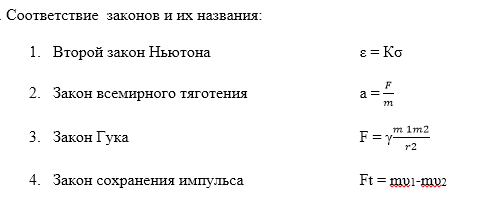 . Соответствие законов и их названия:
1. Второй закон Ньютона ε = Kσ
2. Закон всемирного тяготения a = F/m
3. Закон Гука F = γ m 1m2/r2
4. Закон сохранения импульса Ft = mυ1-mυ2